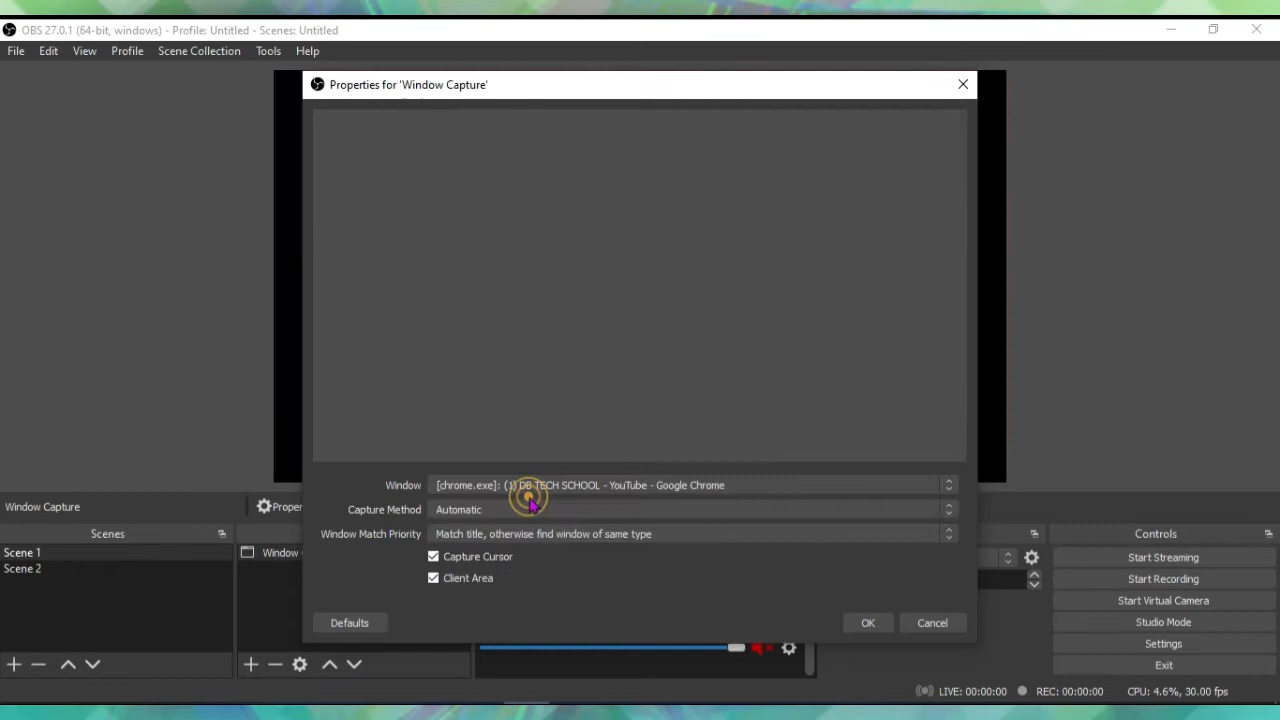 OBS 27.0.1 (64-bit, windows) - Profile: Untitled - Scenes: Untitled
File Edit View Profile Scene Collection Tools Help
Properties for 'Window Capture'
Window [chrome.exe]: (1) DB TECH SCHOOL - YouTube - Google Chrome
Capture Method Automatic
Window Match Priority Match title, otherwise find window of same type
Capture Cursor
Client Area
Defaults OK Cancel
Window Capture
Scenes
Scene 1
Scene 2
Window
Controls
Start Streaming
Start Recording
Start Virtual Camera
Studio Mode
Settings
Exit
LIVE: 00:00:00 REC: 00:00:00 CPU: 4.6%, 30.00 fps